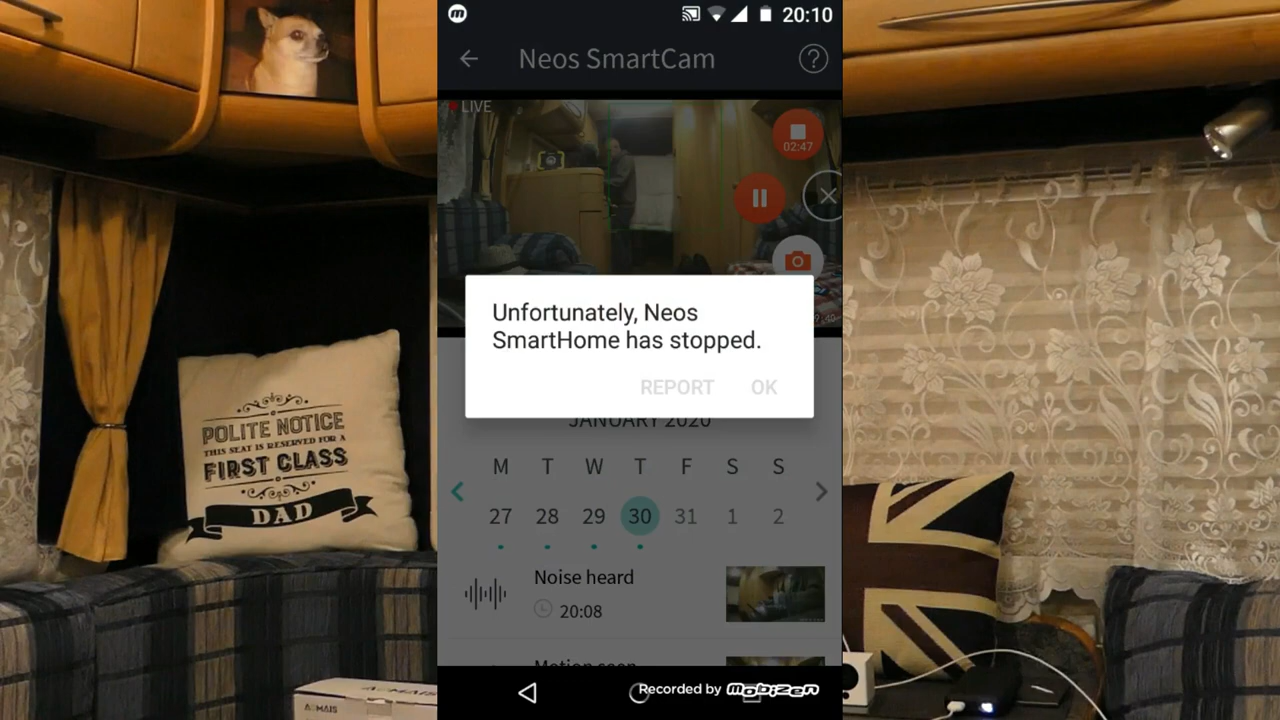 20:10
Neos SmartCam
?
LIVE
02:47
Unfortunately, Neos
SmartHome has stopped.
REPORT OK
JANUARY 2020
M T W T F S S
27 28 29 30 31 1 2
Noise heard
20:08
Motion seen
Recorded by mobizen
POLITE NOTICE
THIS SEAT IS RESERVED FOR A
FIRST CLASS
DAD